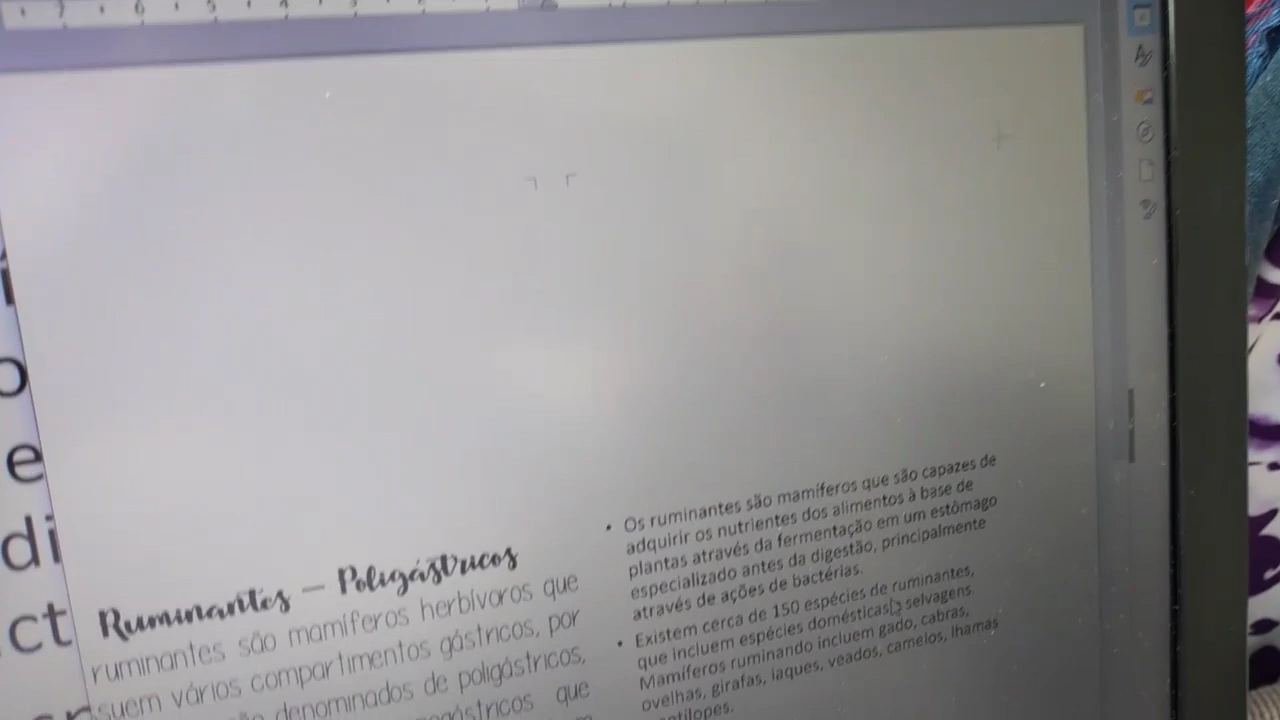 Ruminantes – Poligástricos
ruminantes são mamíferos herbívoros que
suem vários compartimentos gástricos, por
denominados de poligástricos,
que
• Os ruminantes são mamíferos que são capazes de
adquirir os nutrientes dos alimentos à base de
plantas através da fermentação em um estômago
especializado antes da digestão, principalmente
através de ações de bactérias.
• Existem cerca de 150 espécies de ruminantes,
que incluem espécies domésticas selvagens.
Mamíferos ruminando incluem gado, cabras,
ovelhas, girafas, iaques, veados, camelos, lhamas
o
e
di
ct